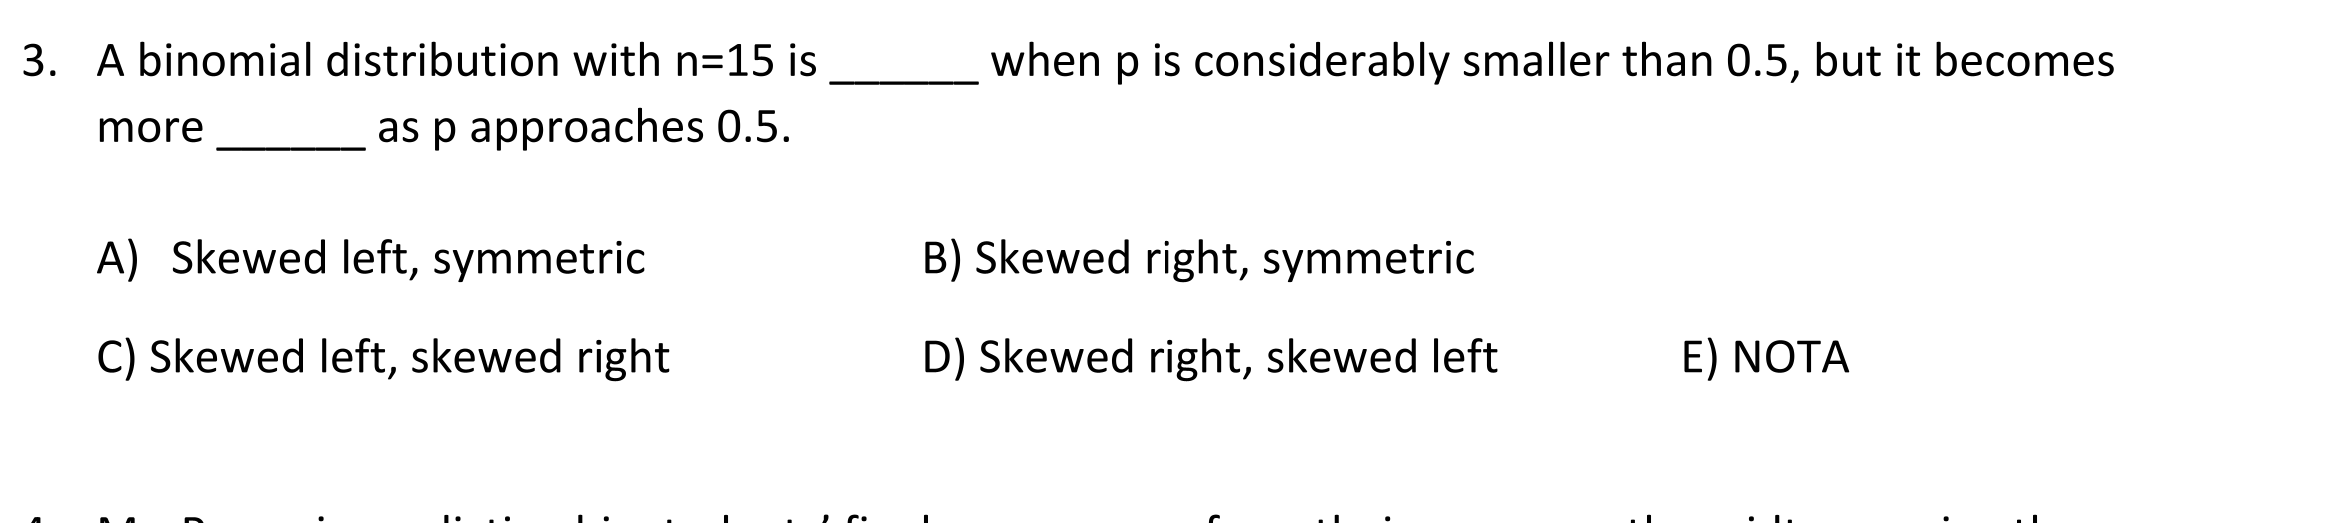 3. A binomial distribution with n=15 is ______ when p is considerably smaller than 0.5, but it becomes
more ______ as p approaches 0.5.
A) Skewed left, symmetric B) Skewed right, symmetric
C) Skewed left, skewed right D) Skewed right, skewed left E) NOTA